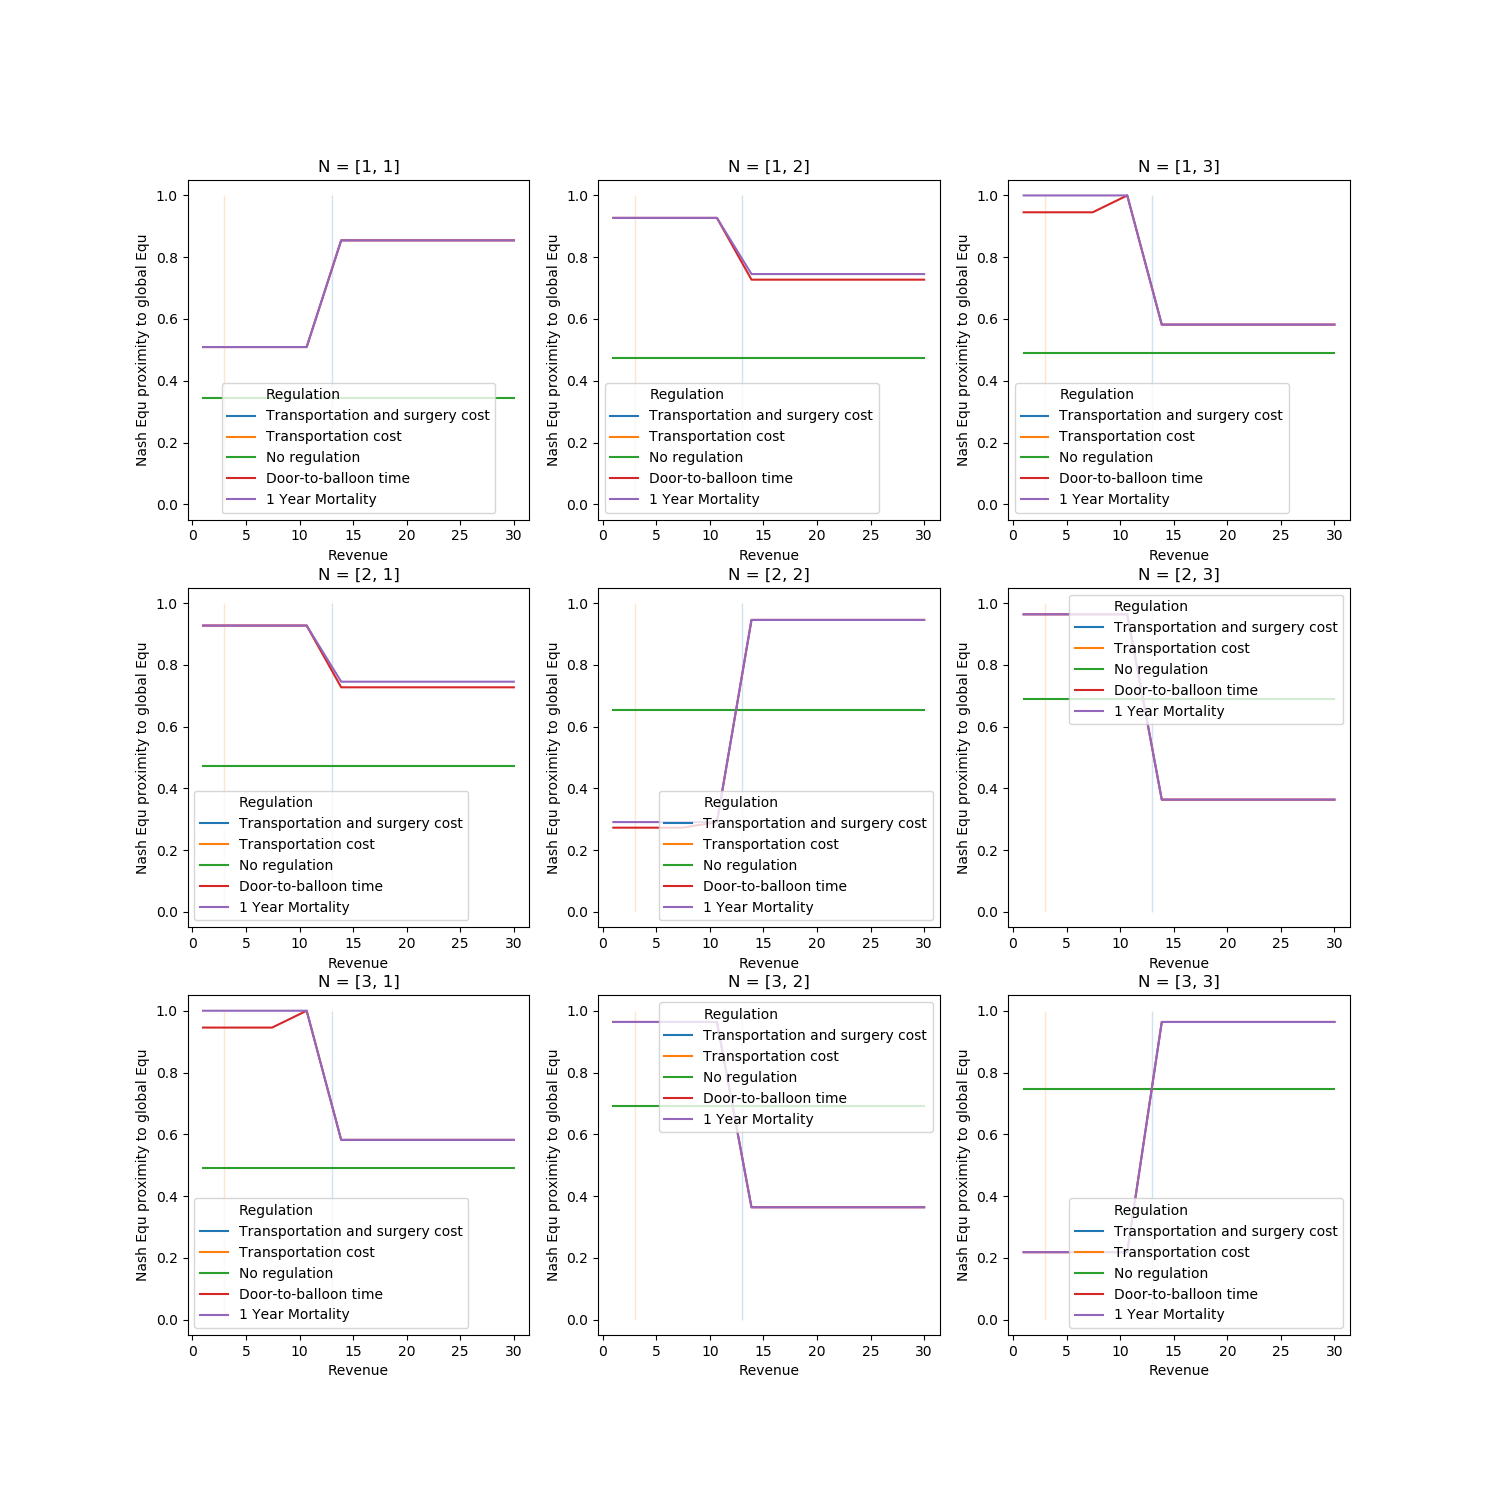 N = [1, 1]
1.0
0.8
0.6
0.4
0.2
0.0
Nash Equ proximity to global Equ
Regulation
Transportation and surgery cost
Transportation cost
No regulation
Door-to-balloon time
1 Year Mortality
0 5 10 15 20 25 30
Revenue
N = [1, 2]
1.0
0.8
0.6
0.4
0.2
0.0
Nash Equ proximity to global Equ
Regulation
Transportation and surgery cost
Transportation cost
No regulation
Door-to-balloon time
1 Year Mortality
0 5 10 15 20 25 30
Revenue
N = [1, 3]
1.0
0.8
0.6
0.4
0.2
0.0
Nash Equ proximity to global Equ
Regulation
Transportation and surgery cost
Transportation cost
No regulation
Door-to-balloon time
1 Year Mortality
0 5 10 15 20 25 30
Revenue
N = [2, 1]
1.0
0.8
0.6
0.4
0.2
0.0
Nash Equ proximity to global Equ
Regulation
Transportation and surgery cost
Transportation cost
No regulation
Door-to-balloon time
1 Year Mortality
0 5 10 15 20 25 30
Revenue
N = [2, 2]
1.0
0.8
0.6
0.4
0.2
0.0
Nash Equ proximity to global Equ
Regulation
Transportation and surgery cost
Transportation cost
No regulation
Door-to-balloon time
1 Year Mortality
0 5 10 15 20 25 30
Revenue
N = [2, 3]
1.0
0.8
0.6
0.4
0.2
0.0
Nash Equ proximity to global Equ
Regulation
Transportation and surgery cost
Transportation cost
No regulation
Door-to-balloon time
1 Year Mortality
0 5 10 15 20 25 30
Revenue
N = [3, 1]
1.0
0.8
0.6
0.4
0.2
0.0
Nash Equ proximity to global Equ
Regulation
Transportation and surgery cost
Transportation cost
No regulation
Door-to-balloon time
1 Year Mortality
0 5 10 15 20 25 30
Revenue
N = [3, 2]
1.0
0.8
0.6
0.4
0.2
0.0
Nash Equ proximity to global Equ
Regulation
Transportation and surgery cost
Transportation cost
No regulation
Door-to-balloon time
1 Year Mortality
0 5 10 15 20 25 30
Revenue
N = [3, 3]
1.0
0.8
0.6
0.4
0.2
0.0
Nash Equ proximity to global Equ
Regulation
Transportation and surgery cost
Transportation cost
No regulation
Door-to-balloon time
1 Year Mortality
0 5 10 15 20 25 30
Revenue